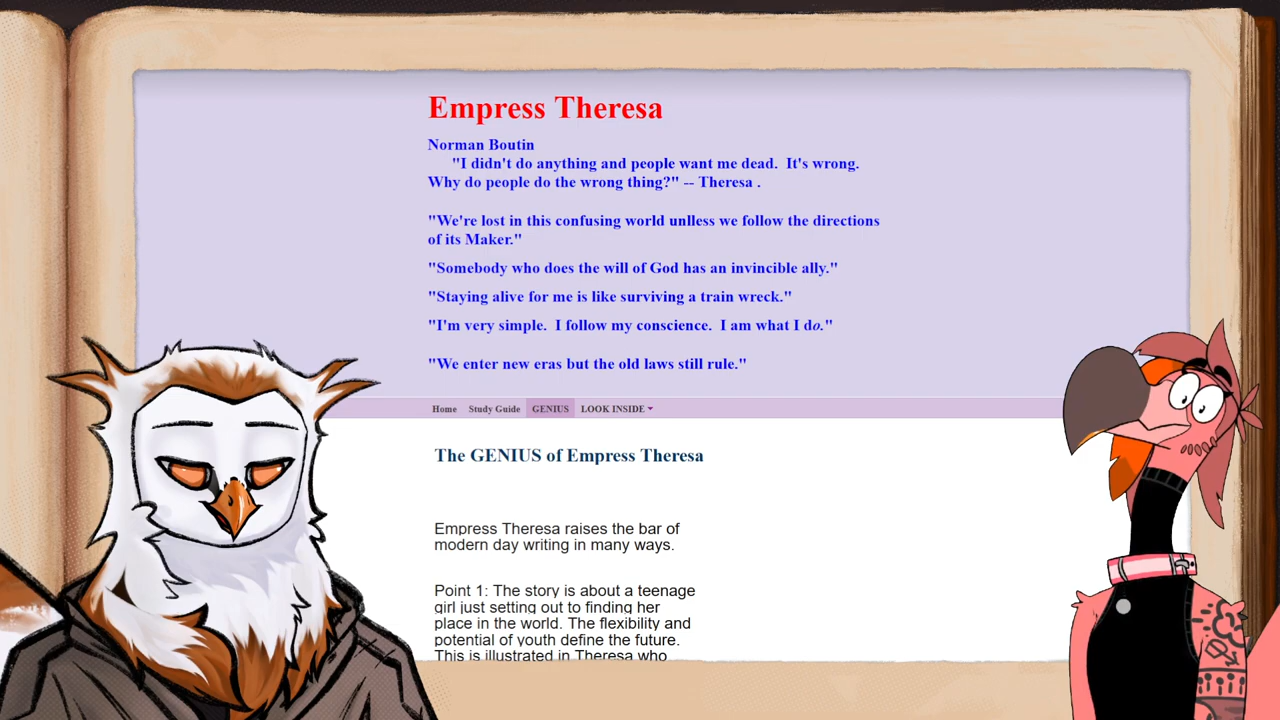 Empress Theresa
Norman Boutin
"I didn't do anything and people want me dead.  It's wrong.
Why do people do the wrong thing?" -- Theresa .
"We're lost in this confusing world unlless we follow the directions
of its Maker."
"Somebody who does the will of God has an invincible ally."
"Staying alive for me is like surviving a train wreck."
"I'm very simple.  I follow my conscience.  I am what I do."
"We enter new eras but the old laws still rule."
Home Study Guide GENIUS LOOK INSIDE
The GENIUS of Empress Theresa
Empress Theresa raises the bar of
modern day writing in many ways.
Point 1: The story is about a teenage
girl just setting out to finding her
place in the world. The flexibility and
potential of youth define the future.
This is illustrated in Theresa who